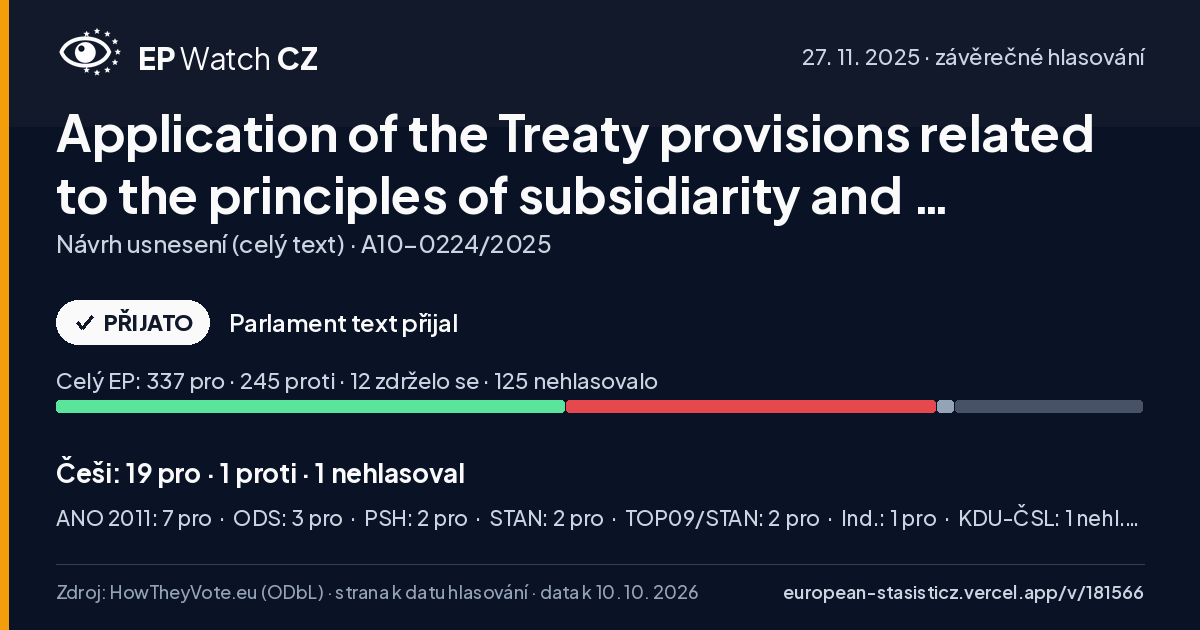 EP Watch CZ
27. 11. 2025 · závěrečné hlasování
Application of the Treaty provisions related
to the principles of subsidiarity and …
Návrh usnesení (celý text) · A10-0224/2025
✓ PŘIJATO
Parlament text přijal
Celý EP: 337 pro · 245 proti · 12 zdrželo se · 125 nehlasovalo
Češi: 19 pro · 1 proti · 1 nehlasoval
ANO 2011: 7 pro · ODS: 3 pro · PSH: 2 pro · STAN: 2 pro · TOP09/STAN: 2 pro · Ind.: 1 pro · KDU-ČSL: 1 nehl.…
Zdroj: HowTheyVote.eu (ODbL) · strana k datu hlasování · data k 10. 10. 2026
european-stasisticz.vercel.app/v/181566